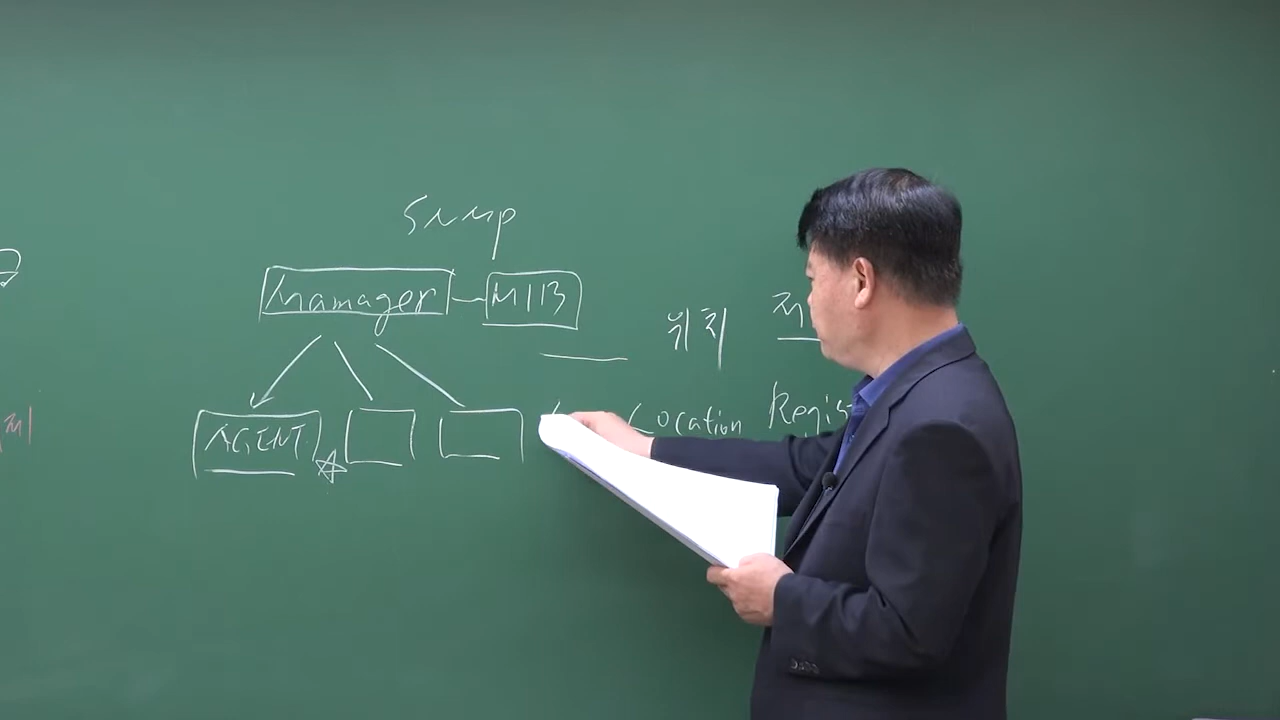 SNMP
Manager MIB
위치
AGENT
Location Regis